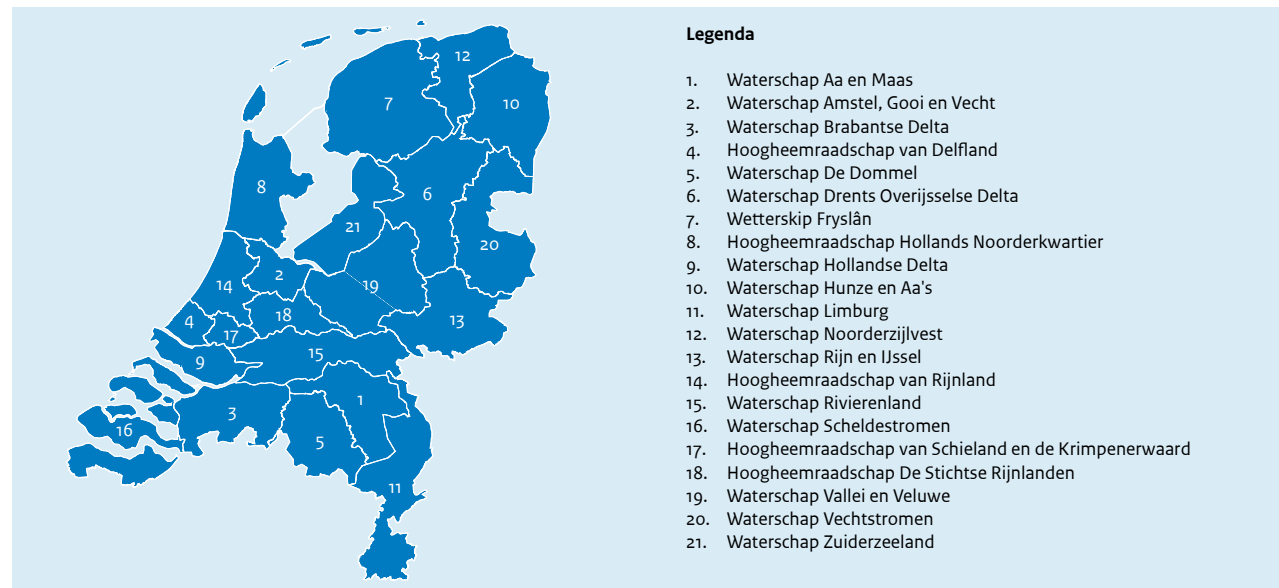 12
7
10
8
6
21
20
2
19
14
18
4
13
17
15
9
1
3
16
5
11
Legenda
1. Waterschap Aa en Maas
2. Waterschap Amstel, Gooi en Vecht
3. Waterschap Brabantse Delta
4. Hoogheemraadschap van Delfland
5. Waterschap De Dommel
6. Waterschap Drents Overijsselse Delta
7. Wetterskip Fryslân
8. Hoogheemraadschap Hollands Noorderkwartier
9. Waterschap Hollandse Delta
10. Waterschap Hunze en Aa's
11. Waterschap Limburg
12. Waterschap Noorderzijlvest
13. Waterschap Rijn en IJssel
14. Hoogheemraadschap van Rijnland
15. Waterschap Rivierenland
16. Waterschap Scheldestromen
17. Hoogheemraadschap van Schieland en de Krimpenerwaard
18. Hoogheemraadschap De Stichtse Rijnlanden
19. Waterschap Vallei en Veluwe
20. Waterschap Vechtstromen
21. Waterschap Zuiderzeeland